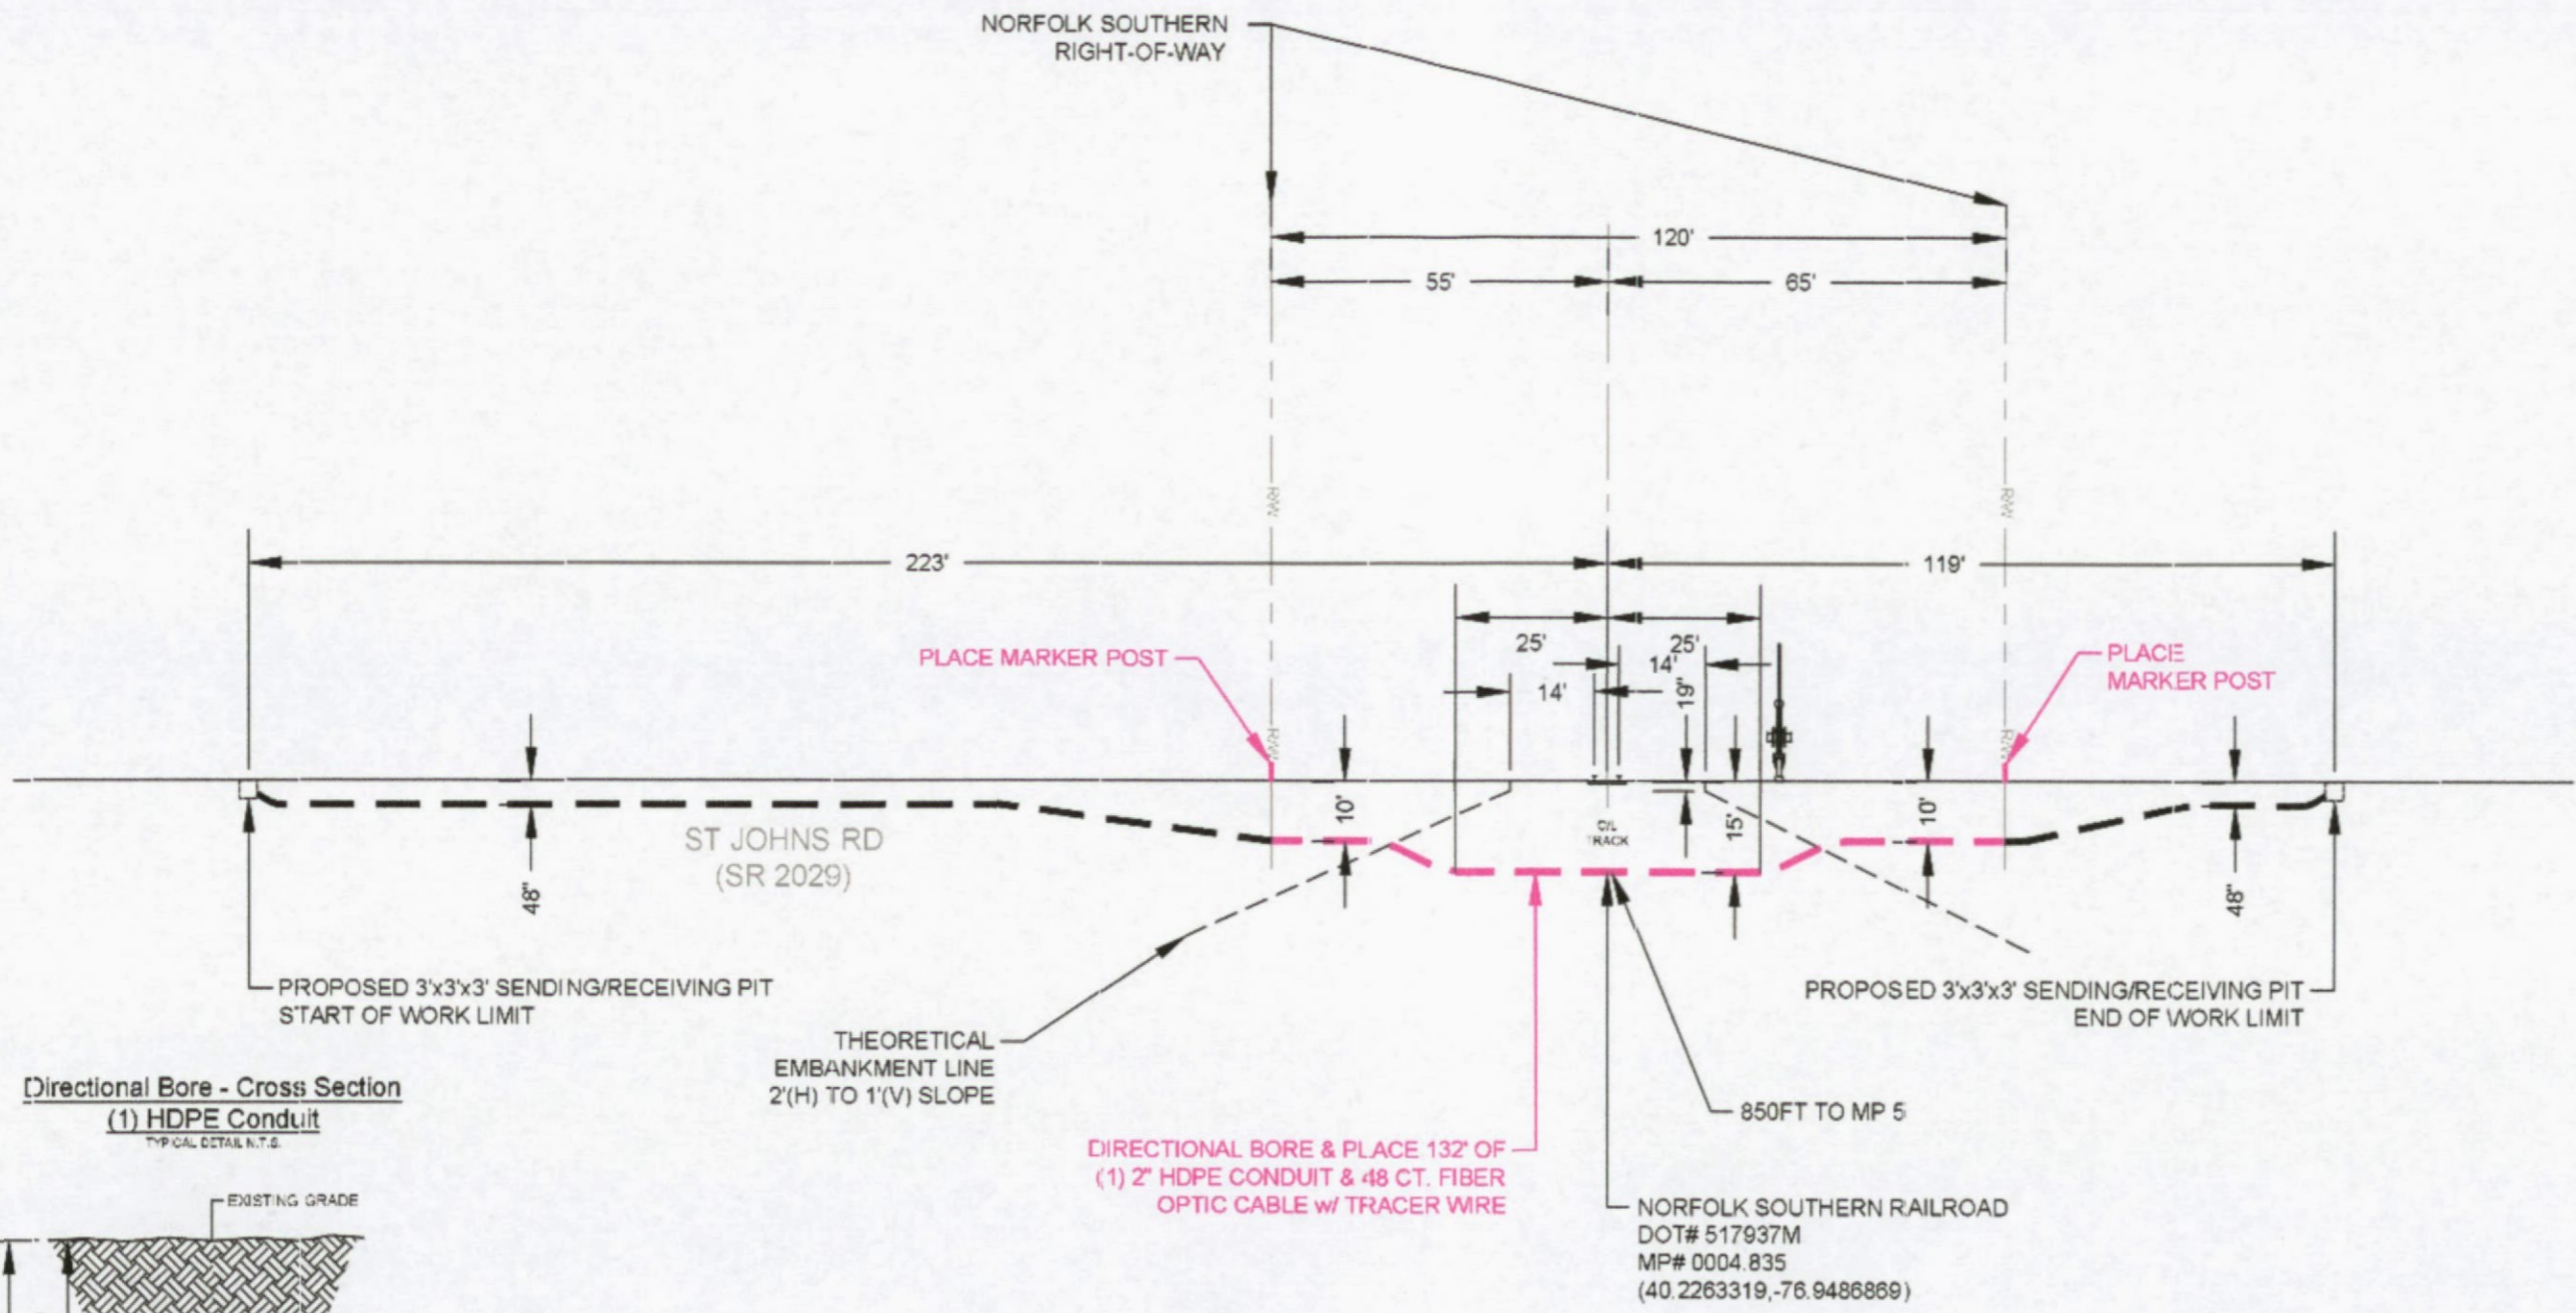 NORFOLK SOUTHERN
RIGHT-OF-WAY
120'
55'
65'
R/W
R/W
223'
119'
25'
25'
14'
14'
19"
PLACE MARKER POST
PLACE
MARKER POST
R/W
R/W
10'
C/L
TRACK
15'
10'
ST JOHNS RD
(SR 2029)
48"
48"
PROPOSED 3'x3'x3' SENDING/RECEIVING PIT
START OF WORK LIMIT
PROPOSED 3'x3'x3' SENDING/RECEIVING PIT
END OF WORK LIMIT
THEORETICAL
EMBANKMENT LINE
2'(H) TO 1'(V) SLOPE
Directional Bore - Cross Section
(1) HDPE Conduit
TYPICAL DETAIL N.T.S.
850FT TO MP 5
DIRECTIONAL BORE & PLACE 132' OF
(1) 2" HDPE CONDUIT & 48 CT. FIBER
OPTIC CABLE w/ TRACER WIRE
EXISTING GRADE
NORFOLK SOUTHERN RAILROAD
DOT# 517937M
MP# 0004.835
(40.2263319,-76.9486869)